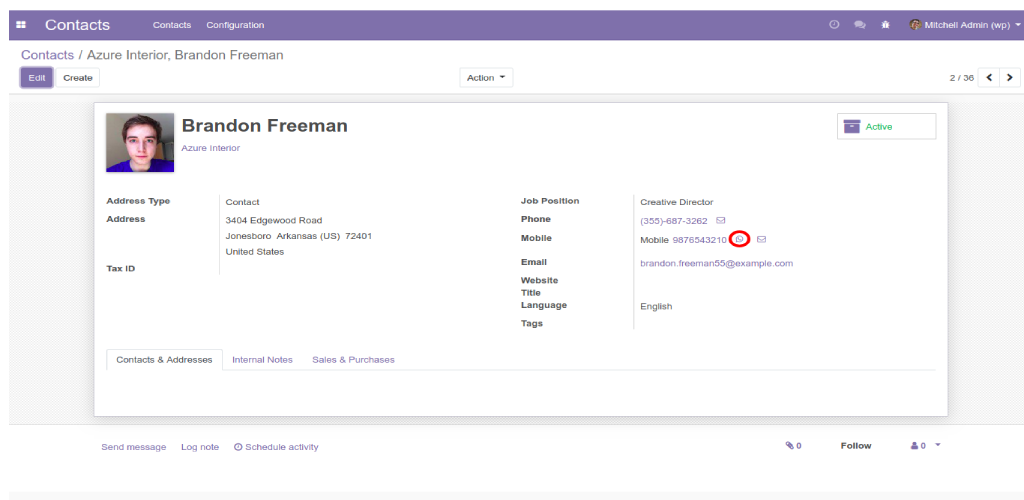 Contacts Contacts Configuration Mitchell Admin (wp)
Contacts / Azure Interior, Brandon Freeman
Edit Create Action 2 / 36
Brandon Freeman
Active
Azure Interior
Address Type Contact Job Position Creative Director
Address 3404 Edgewood Road Phone (355)-687-3262
Jonesboro Arkansas (US) 72401 Mobile Mobile 9876543210
United States
Email brandon.freeman55@example.com
Tax ID
Website
Title
Language English
Tags
Contacts & Addresses Internal Notes Sales & Purchases
Send message Log note Schedule activity 0 Follow 0